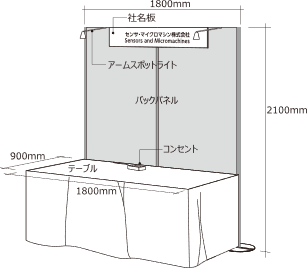 1800mm
社名板
センサ・マイクロマシン株式会社
Sensors and Micromachines
アームスポットライト
バックパネル
2100mm
コンセント
900mm
テーブル
1800mm